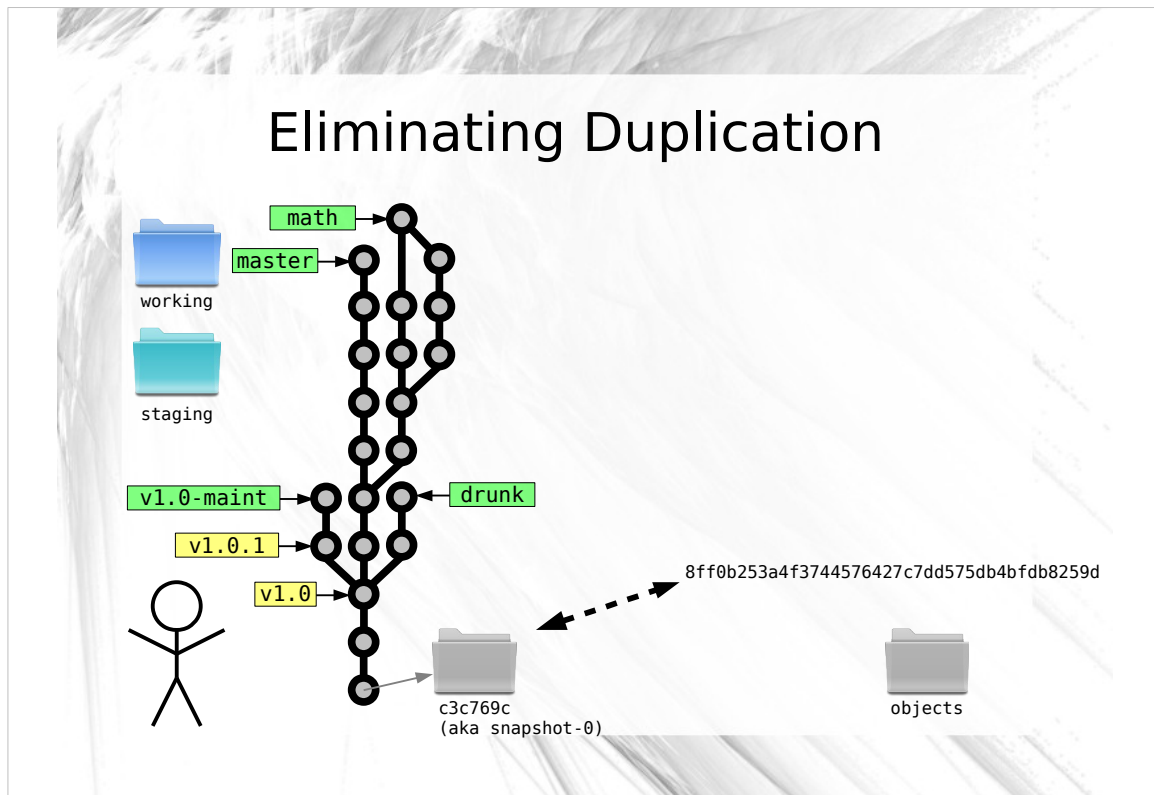 Eliminating Duplication
math
master
working
staging
v1.0-maint
drunk
v1.0.1
8ff0b253a4f3744576427c7dd575db4bfdb8259d
v1.0
c3c769c
(aka snapshot-0)
objects